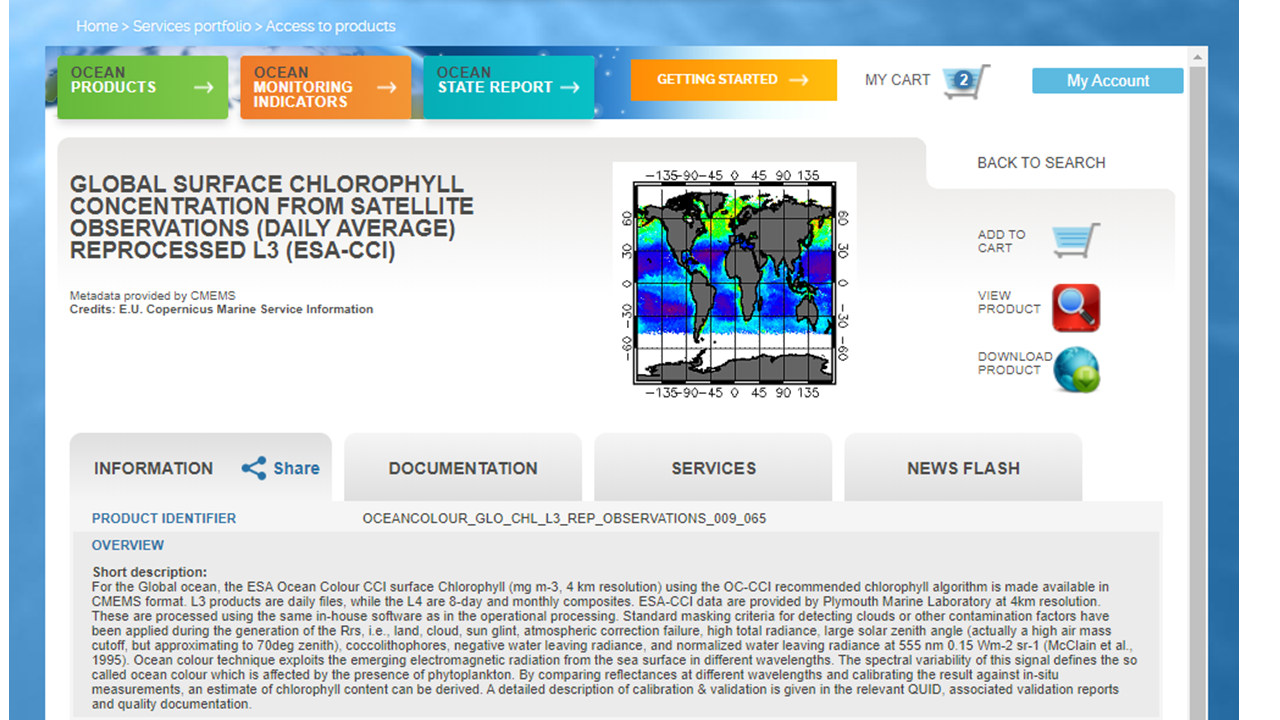 Home > Services portfolio > Access to products
OCEAN
PRODUCTS
OCEAN
MONITORING
INDICATORS
OCEAN
STATE REPORT
GETTING STARTED
MY CART
2
My Account
BACK TO SEARCH
GLOBAL SURFACE CHLOROPHYLL
CONCENTRATION FROM SATELLITE
OBSERVATIONS (DAILY AVERAGE)
REPROCESSED L3 (ESA-CCI)
Metadata provided by CMEMS
Credits: E.U. Copernicus Marine Service Information
−135−90−45 0 45 90 135
60 60
30 30
0 0
−30 −30
−60 −60
−135−90−45 0 45 90 135
ADD TO
CART
VIEW
PRODUCT
DOWNLOAD
PRODUCT
INFORMATION Share DOCUMENTATION SERVICES NEWS FLASH
PRODUCT IDENTIFIER OCEANCOLOUR_GLO_CHL_L3_REP_OBSERVATIONS_009_065
OVERVIEW
Short description:
For the Global ocean, the ESA Ocean Colour CCI surface Chlorophyll (mg m-3, 4 km resolution) using the OC-CCI recommended chlorophyll algorithm is made available in
CMEMS format. L3 products are daily files, while the L4 are 8-day and monthly composites. ESA-CCI data are provided by Plymouth Marine Laboratory at 4km resolution.
These are processed using the same in-house software as in the operational processing. Standard masking criteria for detecting clouds or other contamination factors have
been applied during the generation of the Rrs, i.e., land, cloud, sun glint, atmospheric correction failure, high total radiance, large solar zenith angle (actually a high air mass
cutoff, but approximating to 70deg zenith), coccolithophores, negative water leaving radiance, and normalized water leaving radiance at 555 nm 0.15 Wm-2 sr-1 (McClain et al.,
1995). Ocean colour technique exploits the emerging electromagnetic radiation from the sea surface in different wavelengths. The spectral variability of this signal defines the so
called ocean colour which is affected by the presence of phytoplankton. By comparing reflectances at different wavelengths and calibrating the result against in-situ
measurements, an estimate of chlorophyll content can be derived. A detailed description of calibration & validation is given in the relevant QUID, associated validation reports
and quality documentation.